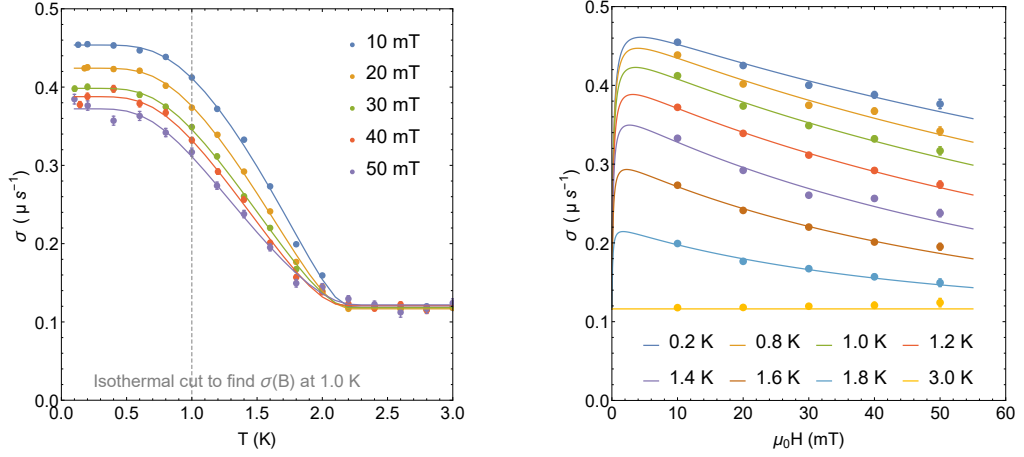 0.5
0.4
0.3
0.2
0.1
0.0
σ ( μ s⁻¹)
10 mT
20 mT
30 mT
40 mT
50 mT
Isothermal cut to find σ(B) at 1.0 K
0.0 0.5 1.0 1.5 2.0 2.5 3.0
T (K)
0.5
0.4
0.3
0.2
0.1
0.0
σ ( μ s⁻¹)
0.2 K 0.8 K 1.0 K 1.2 K
1.4 K 1.6 K 1.8 K 3.0 K
0 10 20 30 40 50 60
μ₀H (mT)